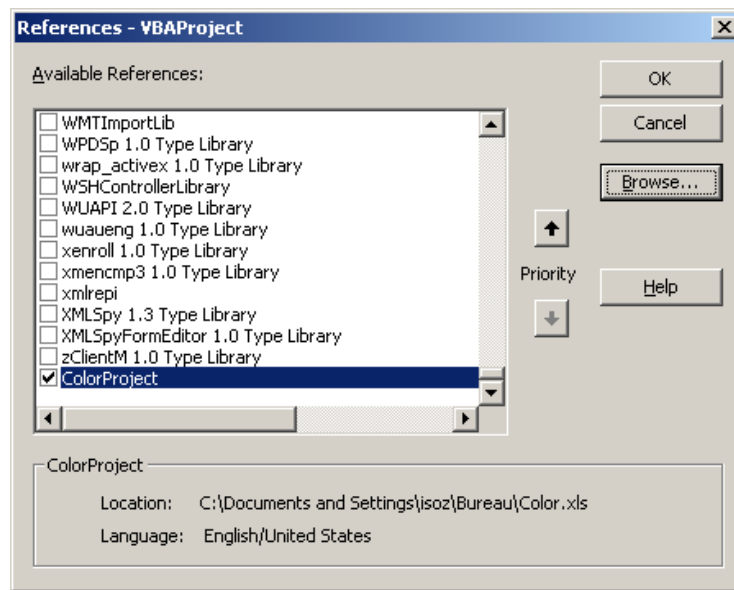 References - VBAProject
Available References:
WMTImportLib
WPDSp 1.0 Type Library
wrap_activex 1.0 Type Library
WSHControllerLibrary
WUAPI 2.0 Type Library
wuaueng 1.0 Type Library
xenroll 1.0 Type Library
xmencmp3 1.0 Type Library
xmlrepi
XMLSpy 1.3 Type Library
XMLSpyFormEditor 1.0 Type Library
zClientM 1.0 Type Library
ColorProject
OK
Cancel
Browse...
Priority
Help
ColorProject
Location: C:\Documents and Settings\isoz\Bureau\Color.xls
Language: English/United States